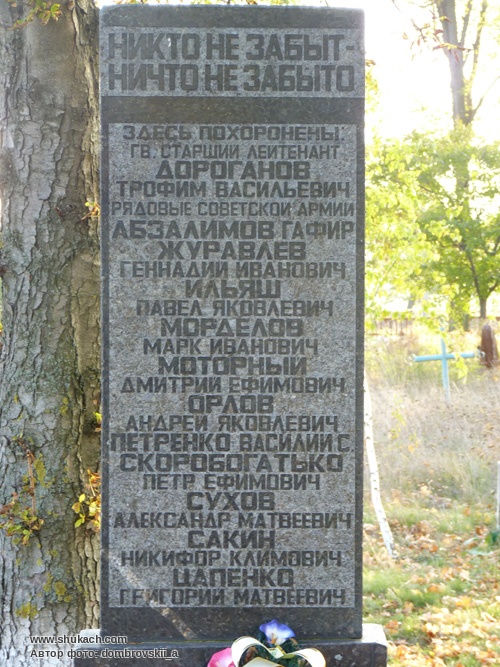 НИКТО НЕ ЗАБЫТ-
НИЧТО НЕ ЗАБЫТО
ЗДЕСЬ ПОХОРОНЕНЫ:
ГВ. СТАРШИЙ ЛЕЙТЕНАНТ
ДОРОГАНОВ
ТРОФИМ ВАСИЛЬЕВИЧ
РЯДОВЫЕ СОВЕТСКОЙ АРМИИ
АБЗАЛИМОВ ГАФИР
ЖУРАВЛЕВ
ГЕННАДИЙ ИВАНОВИЧ
ИЛЬЯШ
ПАВЕЛ ЯКОВЛЕВИЧ
МОРДЕЛОВ
МАРК ИВАНОВИЧ
МОТОРНЫЙ
ДМИТРИЙ ЕФИМОВИЧ
ОРЛОВ
АНДРЕЙ ЯКОВЛЕВИЧ
ПЕТРЕНКО ВАСИЛИЙ С.
СКОРОБОГАТЬКО
ПЕТР ЕФИМОВИЧ
СУХОВ
АЛЕКСАНДР МАТВЕЕВИЧ
САКИН
НИКИФОР КЛИМОВИЧ
ЦАПЕНКО
ГРИГОРИЙ МАТВЕЕВИЧ
www.shukach.com
Автор фото: dombrovskii_a